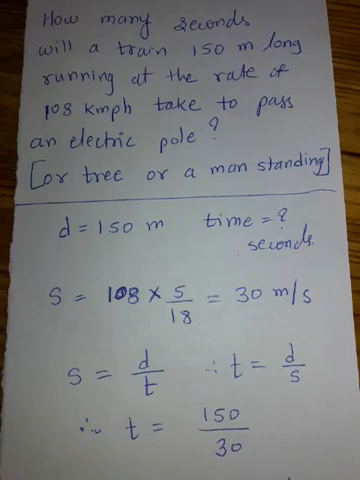 How many seconds
will a train 150 m long
running at the rate of
108 kmph take to pass
an electric pole?
[or tree or a man standing]
d = 150 m time = ?
seconds.
S = 108 × 5/18 = 30 m/s
S = d/t ∴ t = d/s
∴ t = 150/30